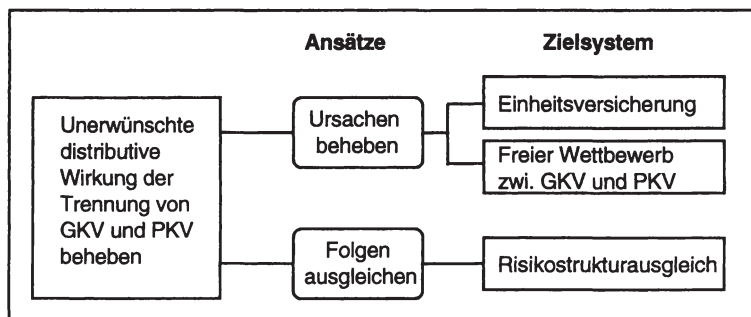 Ansätze
Zielsystem
Unerwünschte
distributive
Wirkung der
Trennung von
GKV und PKV
beheben
Ursachen
beheben
Einheitsversicherung
Freier Wettbewerb
zwi. GKV und PKV
Folgen
ausgleichen
Risikostrukturausgleich